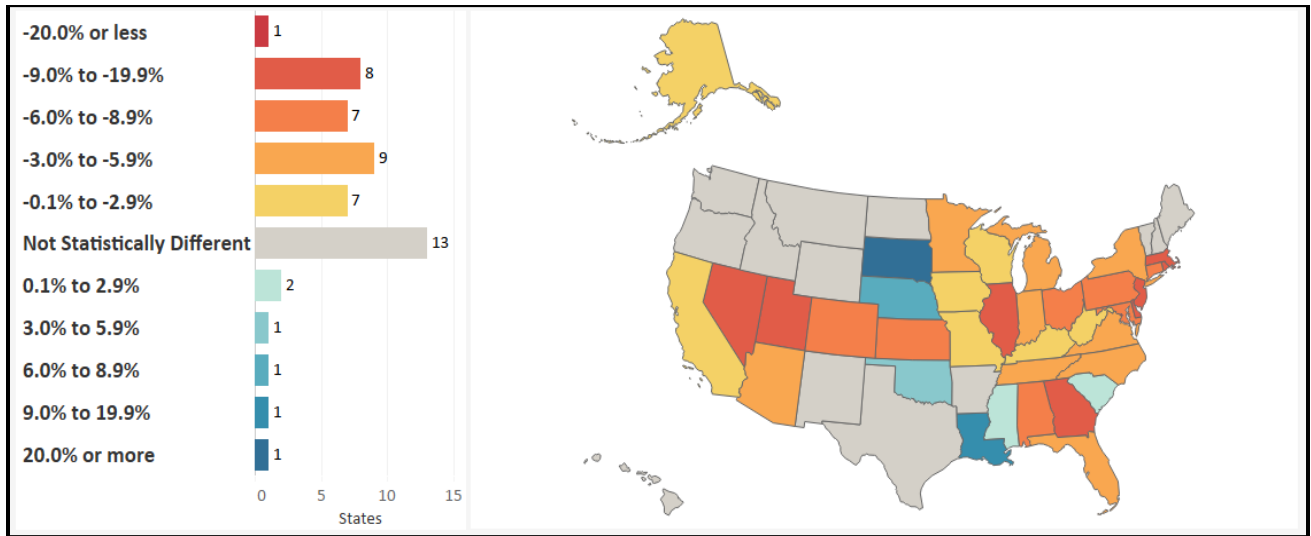 -20.0% or less 1
-9.0% to -19.9% 8
-6.0% to -8.9% 7
-3.0% to -5.9% 9
-0.1% to -2.9% 7
Not Statistically Different 13
0.1% to 2.9% 2
3.0% to 5.9% 1
6.0% to 8.9% 1
9.0% to 19.9% 1
20.0% or more 1
0 5 10 15
States